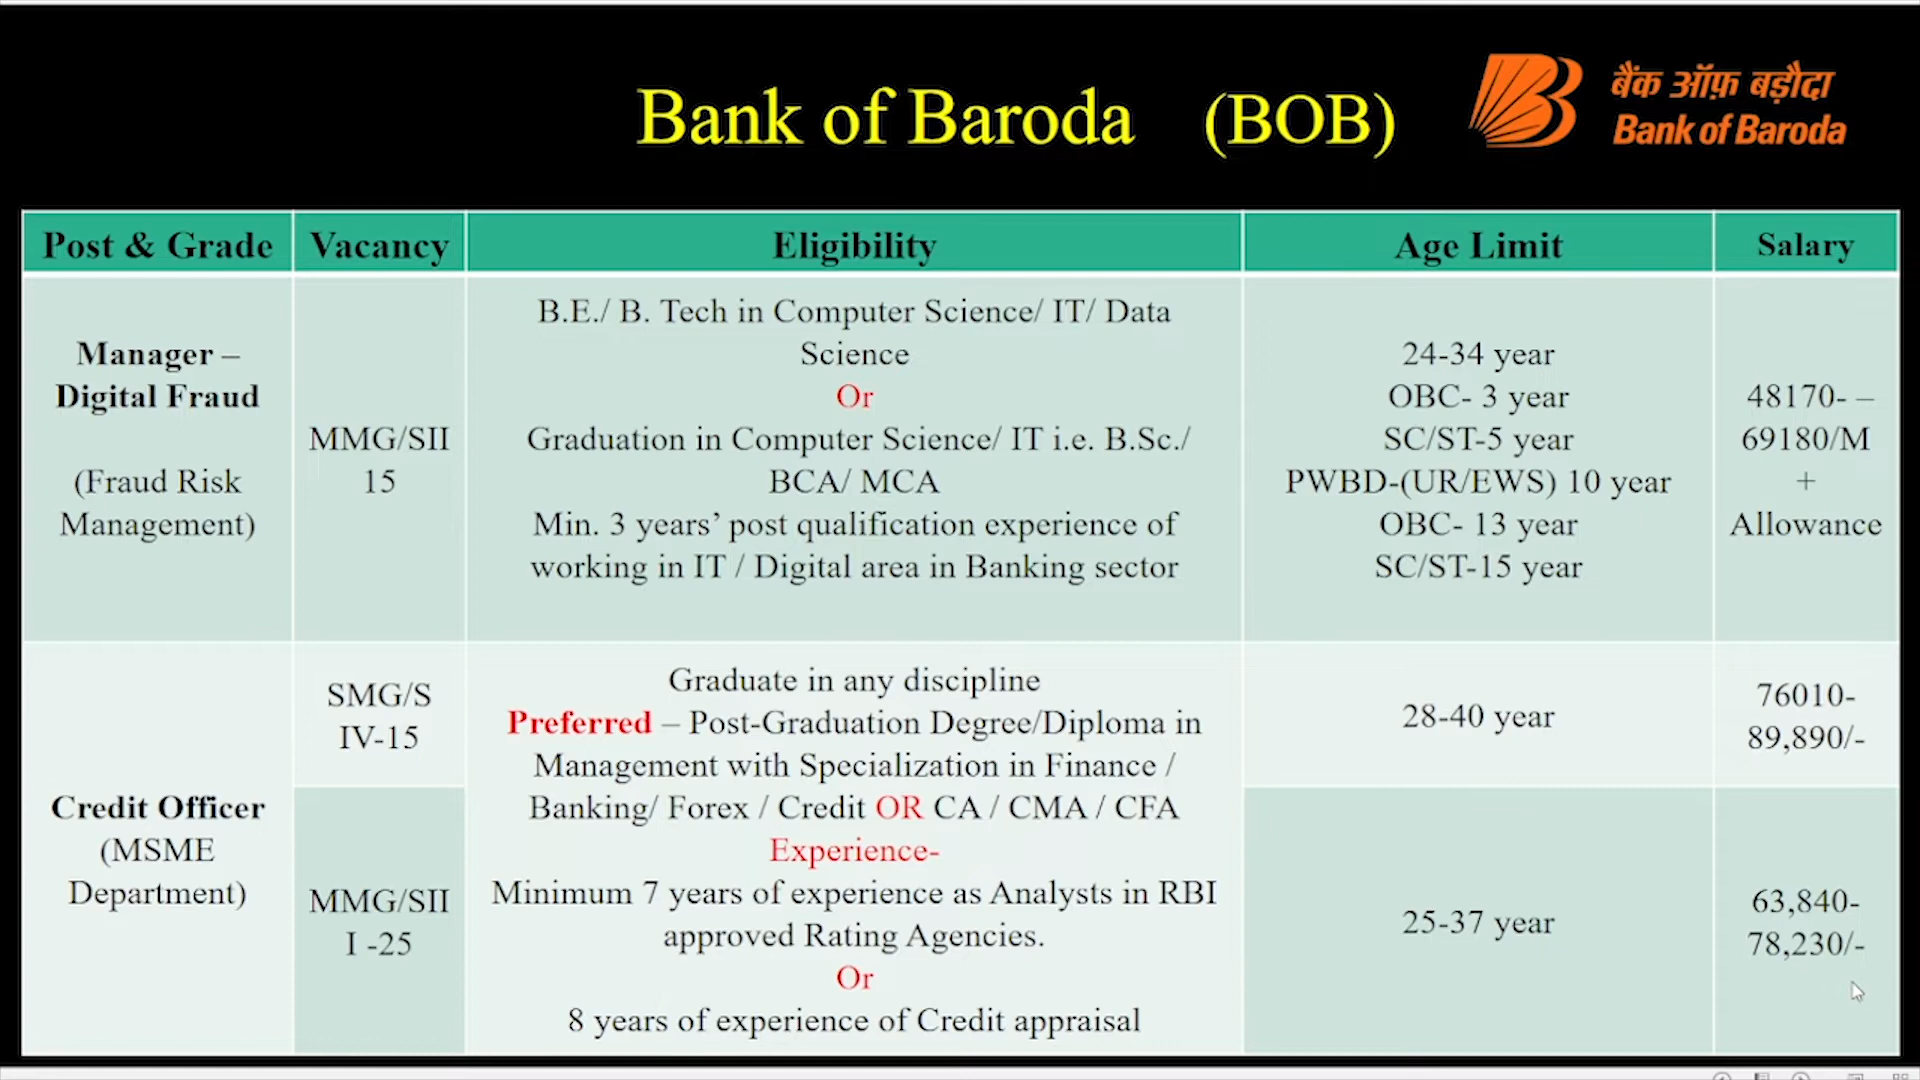 Bank of Baroda (BOB)
बैंक ऑफ़ बड़ौदा
Bank of Baroda
Post & Grade
Vacancy
Eligibility
Age Limit
Salary
Manager –
Digital Fraud
(Fraud Risk
Management)
MMG/SII
15
B.E./ B. Tech in Computer Science/ IT/ Data
Science
Or
Graduation in Computer Science/ IT i.e. B.Sc./
BCA/ MCA
Min. 3 years’ post qualification experience of
working in IT / Digital area in Banking sector
24-34 year
OBC- 3 year
SC/ST-5 year
PWBD-(UR/EWS) 10 year
OBC- 13 year
SC/ST-15 year
48170- –
69180/M
+
Allowance
Credit Officer
(MSME
Department)
SMG/S
IV-15
Graduate in any discipline
Preferred – Post-Graduation Degree/Diploma in
Management with Specialization in Finance /
Banking/ Forex / Credit OR CA / CMA / CFA
Experience-
Minimum 7 years of experience as Analysts in RBI
approved Rating Agencies.
Or
8 years of experience of Credit appraisal
28-40 year
76010-
89,890/-
MMG/SII
I -25
25-37 year
63,840-
78,230/-